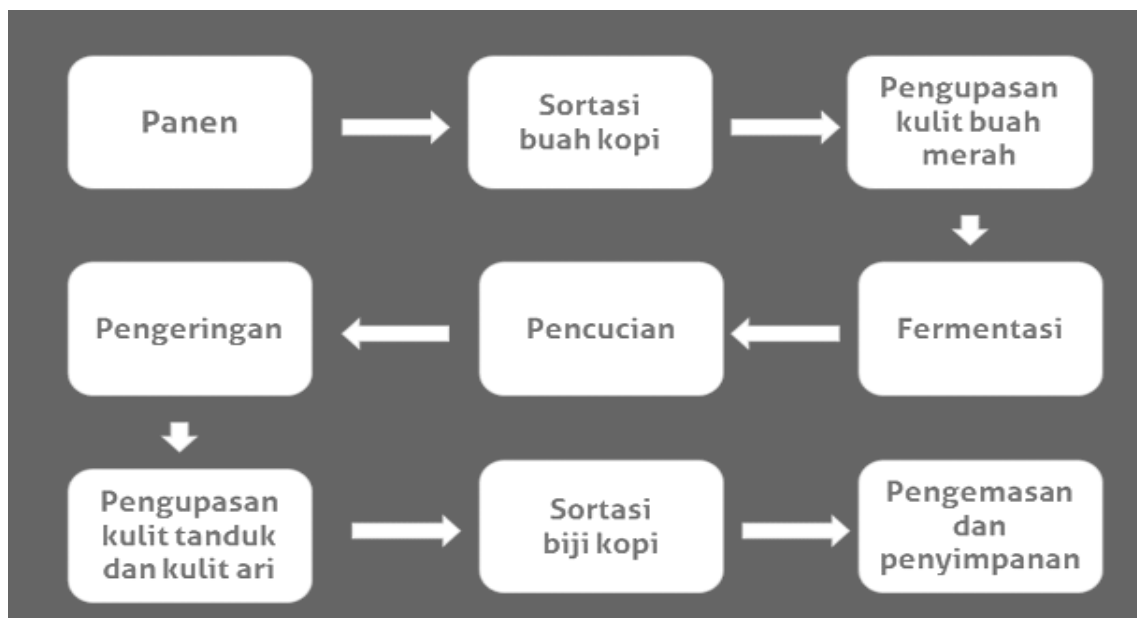 Panen
Sortasi
buah kopi
Pengupasan
kulit buah
merah
Fermentasi
Pencucian
Pengeringan
Pengupasan
kulit tanduk
dan kulit ari
Sortasi
biji kopi
Pengemasan
dan
penyimpanan